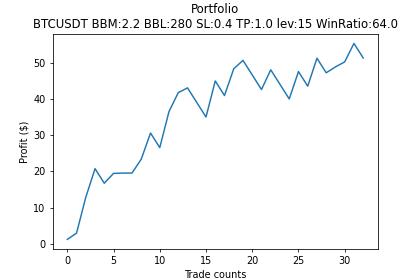 Portfolio
BTCUSDT BBM:2.2 BBL:280 SL:0.4 TP:1.0 lev:15 WinRatio:64.0
Profit ($)
50
40
30
20
10
0
0 5 10 15 20 25 30
Trade counts